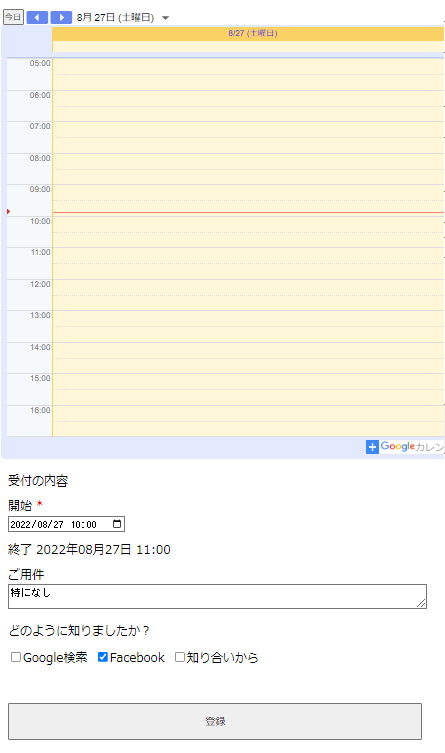 今日 8月 27日 (土曜日)
8/27 (土曜日)
05:00
06:00
07:00
08:00
09:00
10:00
11:00
12:00
13:00
14:00
15:00
16:00
Googleカレン
受付の内容
開始 *
2022/08/27 10:00
終了 2022年08月27日 11:00
ご用件
特になし
どのように知りましたか？
Google検索 Facebook 知り合いから
登録